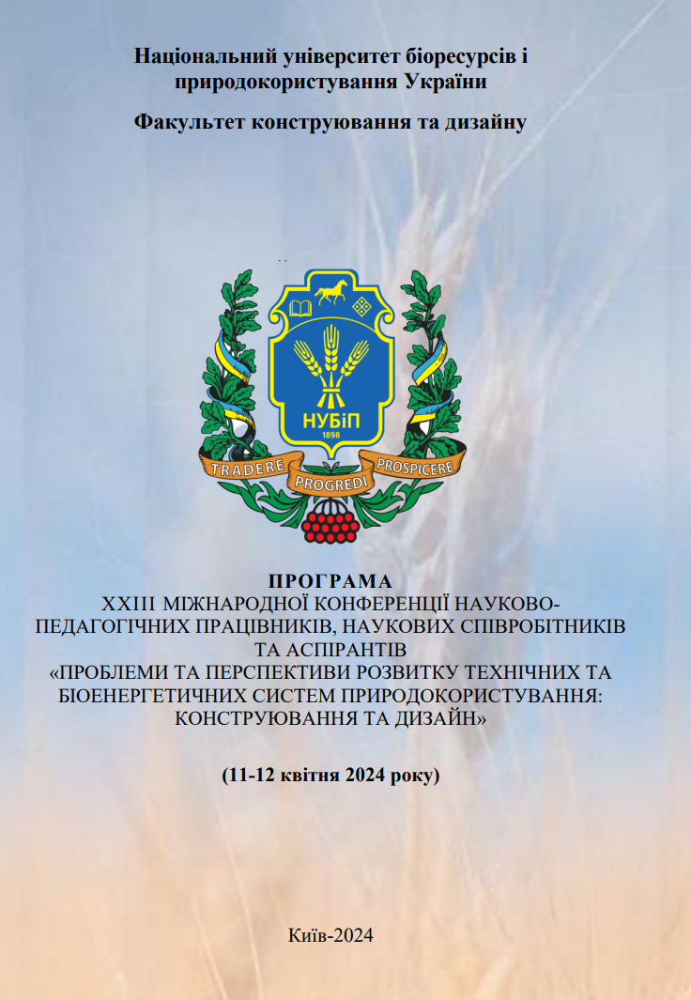 Національний університет біоресурсів і
природокористування України
Факультет конструювання та дизайну
НУБіП
1898
TRADERE
PROGREDI
PROSPICERE
ПРОГРАМА
XXIII МІЖНАРОДНОЇ КОНФЕРЕНЦІЇ НАУКОВО-
ПЕДАГОГІЧНИХ ПРАЦІВНИКІВ, НАУКОВИХ СПІВРОБІТНИКІВ
ТА АСПІРАНТІВ
«ПРОБЛЕМИ ТА ПЕРСПЕКТИВИ РОЗВИТКУ ТЕХНІЧНИХ ТА
БІОЕНЕРГЕТИЧНИХ СИСТЕМ ПРИРОДОКОРИСТУВАННЯ:
КОНСТРУЮВАННЯ ТА ДИЗАЙН»
(11-12 квітня 2024 року)
Київ-2024